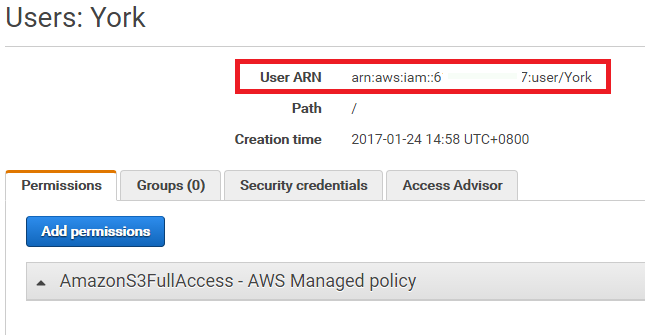 Users: York
User ARN arn:aws:iam::6 7:user/York
Path /
Creation time 2017-01-24 14:58 UTC+0800
Permissions Groups (0) Security credentials Access Advisor
Add permissions
AmazonS3FullAccess - AWS Managed policy